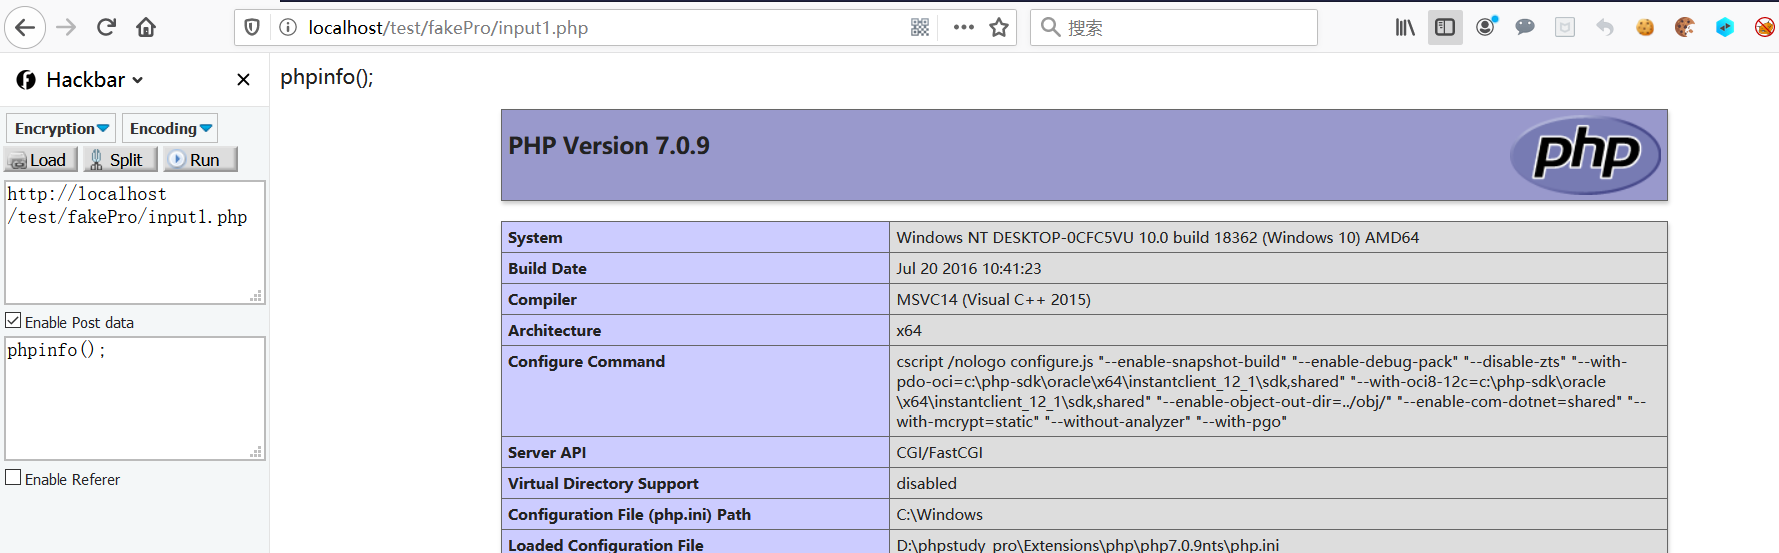 localhost/test/fakePro/input1.php
搜索
Hackbar
Encryption
Encoding
Load
Split
Run
http://localhost
/test/fakePro/input1.php
Enable Post data
phpinfo();
Enable Referer
phpinfo();
PHP Version 7.0.9
php
System Windows NT DESKTOP-0CFC5VU 10.0 build 18362 (Windows 10) AMD64
Build Date Jul 20 2016 10:41:23
Compiler MSVC14 (Visual C++ 2015)
Architecture x64
Configure Command cscript /nologo configure.js "--enable-snapshot-build" "--enable-debug-pack" "--disable-zts" "--with-
pdo-oci=c:\php-sdk\oracle\x64\instantclient_12_1\sdk,shared" "--with-oci8-12c=c:\php-sdk\oracle
\x64\instantclient_12_1\sdk,shared" "--enable-object-out-dir=../obj/" "--enable-com-dotnet=shared" "--
with-mcrypt=static" "--without-analyzer" "--with-pgo"
Server API CGI/FastCGI
Virtual Directory Support disabled
Configuration File (php.ini) Path C:\Windows
Loaded Configuration File D:\phpstudy_pro\Extensions\php\php7.0.9nts\php.ini